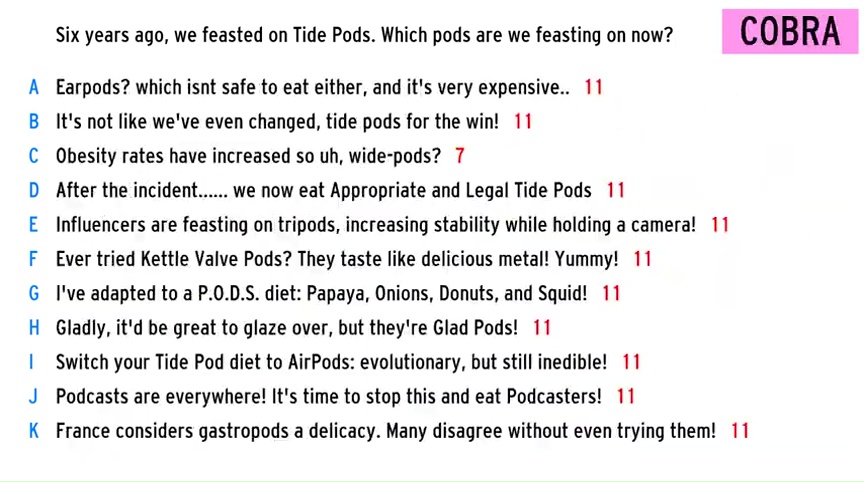 Six years ago, we feasted on Tide Pods. Which pods are we feasting on now?
COBRA
A Earpods? which isnt safe to eat either, and it's very expensive.. 11
B It's not like we've even changed, tide pods for the win! 11
C Obesity rates have increased so uh, wide-pods? 7
D After the incident...... we now eat Appropriate and Legal Tide Pods 11
E Influencers are feasting on tripods, increasing stability while holding a camera! 11
F Ever tried Kettle Valve Pods? They taste like delicious metal! Yummy! 11
G I've adapted to a P.O.D.S. diet: Papaya, Onions, Donuts, and Squid! 11
H Gladly, it'd be great to glaze over, but they're Glad Pods! 11
I Switch your Tide Pod diet to AirPods: evolutionary, but still inedible! 11
J Podcasts are everywhere! It's time to stop this and eat Podcasters! 11
K France considers gastropods a delicacy. Many disagree without even trying them! 11